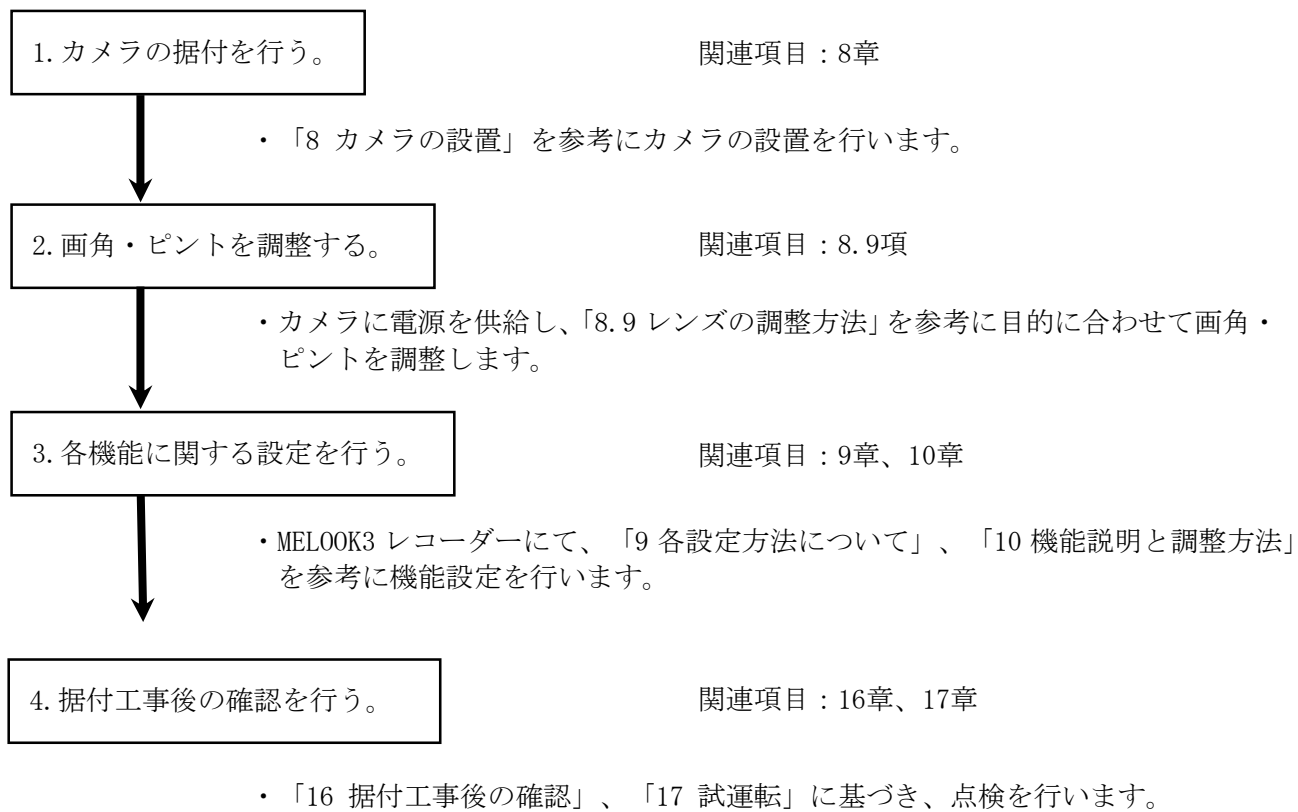 1.カメラの据付を行う。 関連項目：8章
・「8 カメラの設置」を参考にカメラの設置を行います。
2.画角・ピントを調整する。 関連項目：8.9項
・カメラに電源を供給し、「8.9 レンズの調整方法」を参考に目的に合わせて画角・
ピントを調整します。
3.各機能に関する設定を行う。 関連項目：9章、10章
・MELOOK3 レコーダーにて、「9 各設定方法について」、「10 機能説明と調整方法」
を参考に機能設定を行います。
4.据付工事後の確認を行う。 関連項目：16章、17章
・「16 据付工事後の確認」、「17 試運転」に基づき、点検を行います。